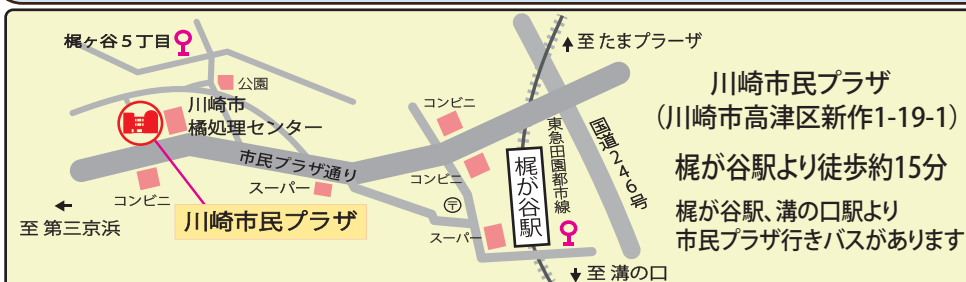 梶ヶ谷5丁目
公園
川崎市
橘処理センター
コンビニ
市民プラザ通り
スーパー
コンビニ
川崎市民プラザ
← 至 第三京浜
コンビニ
コンビニ
〒
スーパー
梶が谷駅
東急田園都市線
国道246号
↑至 たまプラーザ
↓至 溝の口
川崎市民プラザ
（川崎市高津区新作1-19-1）
梶が谷駅より徒歩約15分
梶が谷駅、溝の口駅より
市民プラザ行きバスがあります